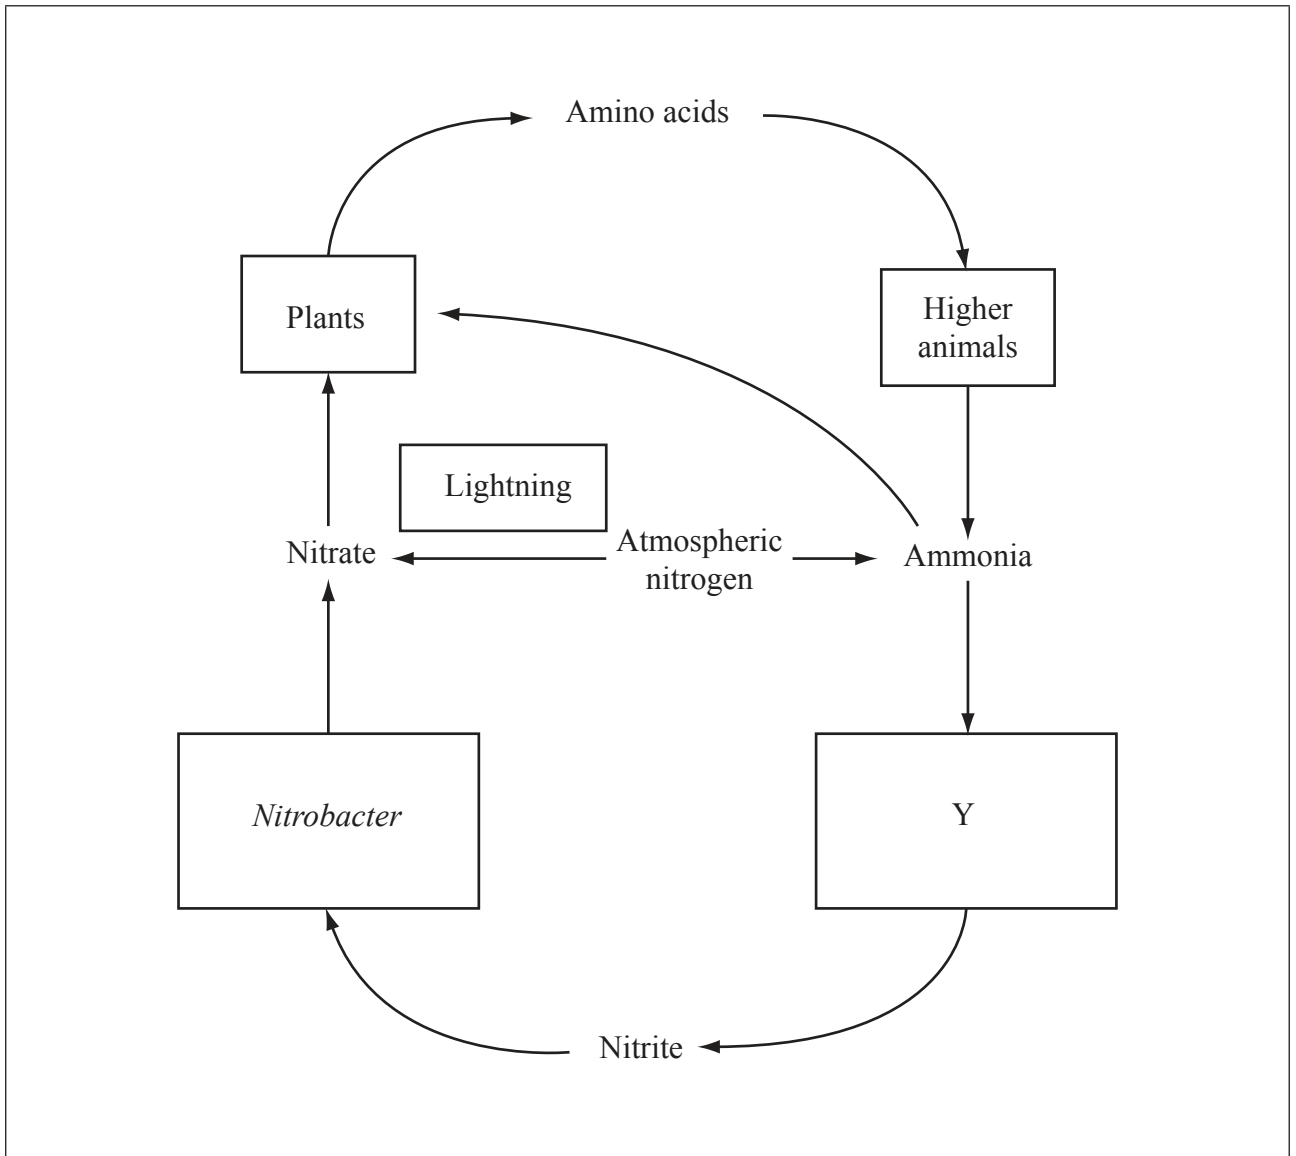 Amino acids
Plants
Higher
animals
Lightning
Nitrate
Atmospheric
nitrogen
Ammonia
Nitrobacter
Y
Nitrite